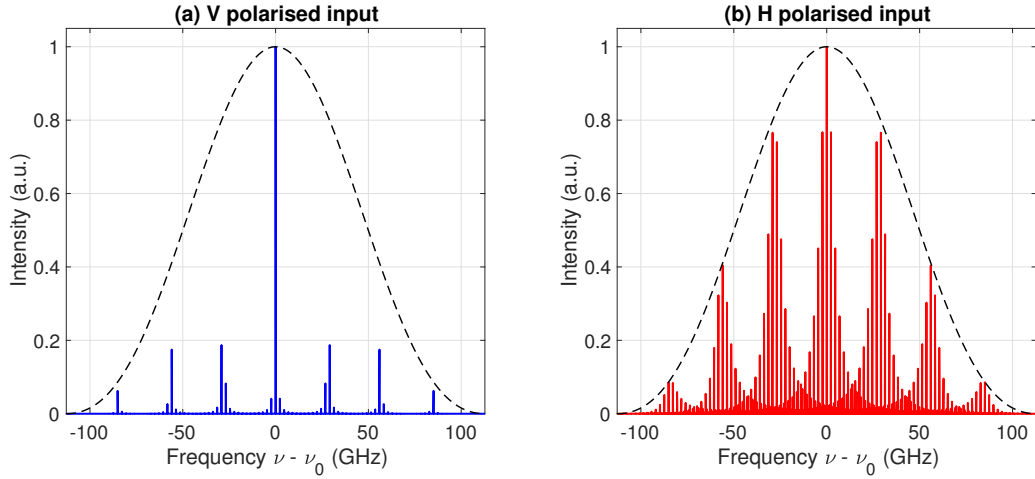 (a) V polarised input
1
0.8
0.6
0.4
0.2
0
Intensity (a.u.)
-100 -50 0 50 100
Frequency ν - ν0 (GHz)
(b) H polarised input
1
0.8
0.6
0.4
0.2
0
Intensity (a.u.)
-100 -50 0 50 100
Frequency ν - ν0 (GHz)